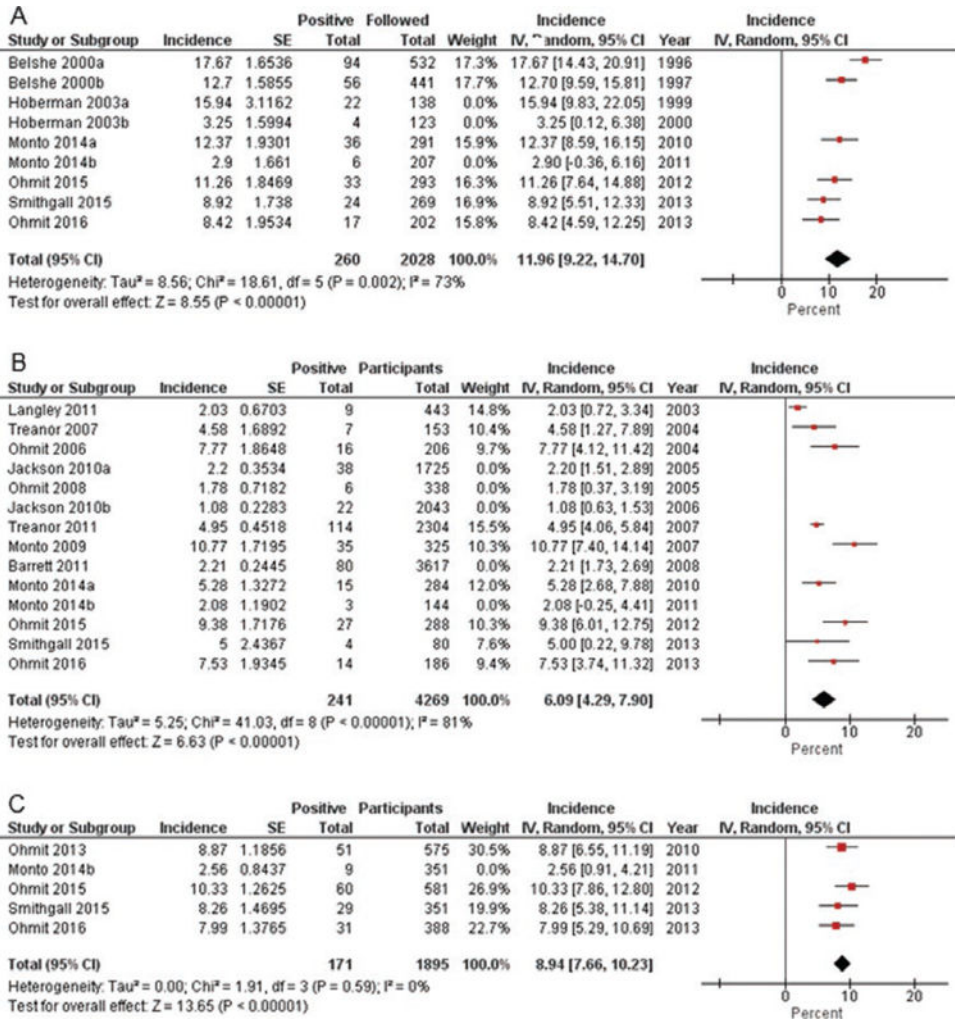 A
Positive Followed Incidence Incidence
Study or Subgroup Incidence SE Total Total Weight IV, Random, 95% CI Year IV, Random, 95% CI
Belshe 2000a 17.67 1.6536 94 532 17.3% 17.67 [14.43, 20.91] 1996
Belshe 2000b 12.7 1.5855 56 441 17.7% 12.70 [9.59, 15.81] 1997
Hoberman 2003a 15.94 3.1162 22 138 0.0% 15.94 [9.83, 22.05] 1999
Hoberman 2003b 3.25 1.5994 4 123 0.0% 3.25 [0.12, 6.38] 2000
Monto 2014a 12.37 1.9301 36 291 15.9% 12.37 [8.59, 16.15] 2010
Monto 2014b 2.9 1.661 6 207 0.0% 2.90 [-0.36, 6.16] 2011
Ohmit 2015 11.26 1.8469 33 293 16.3% 11.26 [7.64, 14.88] 2012
Smithgall 2015 8.92 1.738 24 269 16.9% 8.92 [5.51, 12.33] 2013
Ohmit 2016 8.42 1.9534 17 202 15.8% 8.42 [4.59, 12.25] 2013
Total (95% CI) 260 2028 100.0% 11.96 [9.22, 14.70]
Heterogeneity: Tau² = 8.56; Chi² = 18.61, df = 5 (P = 0.002); I² = 73%
Test for overall effect: Z = 8.55 (P < 0.00001)
0 10 20
Percent
B
Positive Participants Incidence Incidence
Study or Subgroup Incidence SE Total Total Weight IV, Random, 95% CI Year IV, Random, 95% CI
Langley 2011 2.03 0.6703 9 443 14.8% 2.03 [0.72, 3.34] 2003
Treanor 2007 4.58 1.6892 7 153 10.4% 4.58 [1.27, 7.89] 2004
Ohmit 2006 7.77 1.8648 16 206 9.7% 7.77 [4.12, 11.42] 2004
Jackson 2010a 2.2 0.3534 38 1725 0.0% 2.20 [1.51, 2.89] 2005
Ohmit 2008 1.78 0.7182 6 338 0.0% 1.78 [0.37, 3.19] 2005
Jackson 2010b 1.08 0.2283 22 2043 0.0% 1.08 [0.63, 1.53] 2006
Treanor 2011 4.95 0.4518 114 2304 15.5% 4.95 [4.06, 5.84] 2007
Monto 2009 10.77 1.7195 35 325 10.3% 10.77 [7.40, 14.14] 2007
Barrett 2011 2.21 0.2445 80 3617 0.0% 2.21 [1.73, 2.69] 2008
Monto 2014a 5.28 1.3272 15 284 12.0% 5.28 [2.68, 7.88] 2010
Monto 2014b 2.08 1.1902 3 144 0.0% 2.08 [-0.25, 4.41] 2011
Ohmit 2015 9.38 1.7176 27 288 10.3% 9.38 [6.01, 12.75] 2012
Smithgall 2015 5 2.4367 4 80 7.6% 5.00 [0.22, 9.78] 2013
Ohmit 2016 7.53 1.9345 14 186 9.4% 7.53 [3.74, 11.32] 2013
Total (95% CI) 241 4269 100.0% 6.09 [4.29, 7.90]
Heterogeneity: Tau² = 5.25; Chi² = 41.03, df = 8 (P < 0.00001); I² = 81%
Test for overall effect: Z = 6.63 (P < 0.00001)
0 10 20
Percent
C
Positive Participants Incidence Incidence
Study or Subgroup Incidence SE Total Total Weight IV, Random, 95% CI Year IV, Random, 95% CI
Ohmit 2013 8.87 1.1856 51 575 30.5% 8.87 [6.55, 11.19] 2010
Monto 2014b 2.56 0.8437 9 351 0.0% 2.56 [0.91, 4.21] 2011
Ohmit 2015 10.33 1.2625 60 581 26.9% 10.33 [7.86, 12.80] 2012
Smithgall 2015 8.26 1.4695 29 351 19.9% 8.26 [5.38, 11.14] 2013
Ohmit 2016 7.99 1.3765 31 388 22.7% 7.99 [5.29, 10.69] 2013
Total (95% CI) 171 1895 100.0% 8.94 [7.66, 10.23]
Heterogeneity: Tau² = 0.00; Chi² = 1.91, df = 3 (P = 0.59); I² = 0%
Test for overall effect: Z = 13.65 (P < 0.00001)
0 10 20
Percent